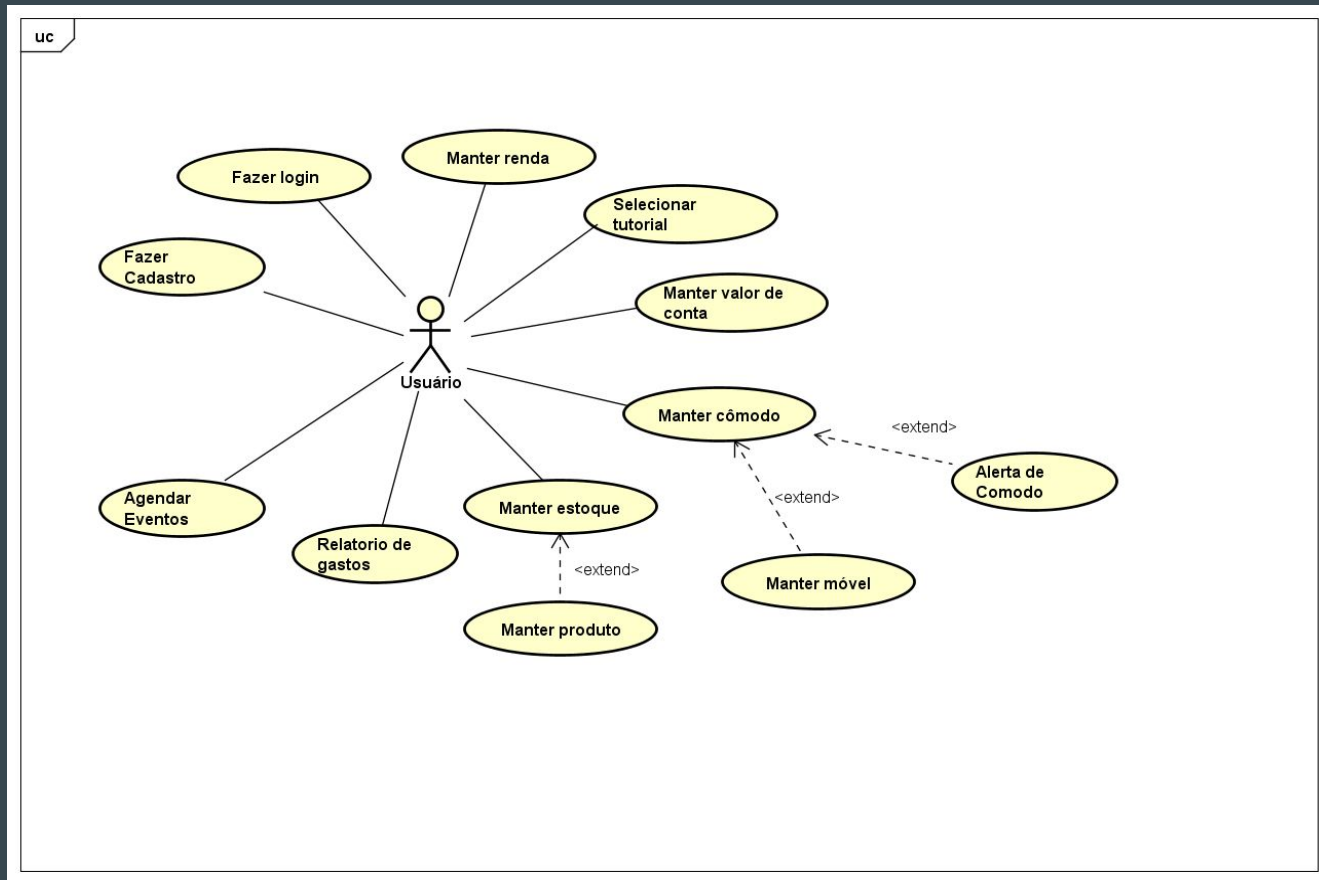 uc
Manter renda
Fazer login
Selecionar
tutorial
Fazer
Cadastro
Manter valor de
conta
Usuário
Manter cômodo
<extend>
Alerta de
Comodo
<extend>
Agendar
Eventos
Manter estoque
Relatorio de
gastos
<extend>
Manter móvel
Manter produto